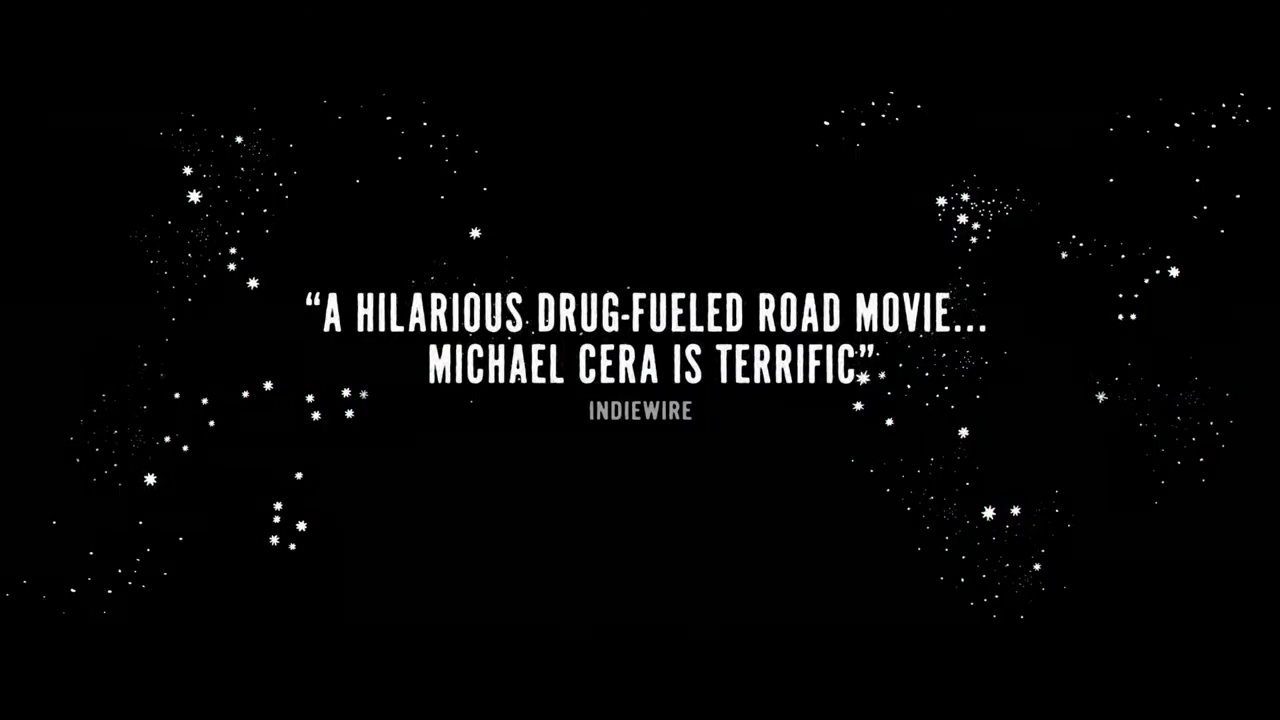 “A HILARIOUS DRUG-FUELED ROAD MOVIE...
MICHAEL CERA IS TERRIFIC”
INDIEWIRE